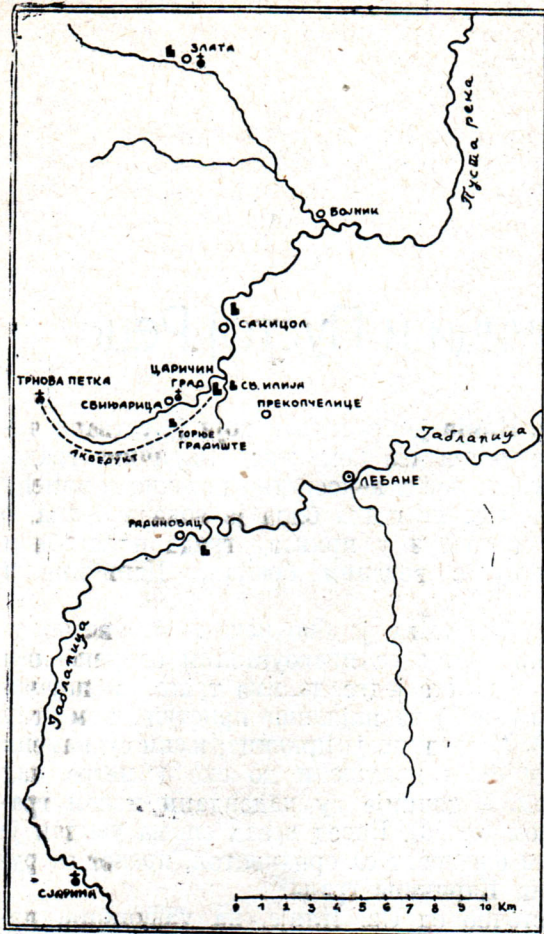 ЗЛАТА
Пуста река
БОЈНИК
САКИЦОЛ
ЦАРИЧИН
ГРАД
ТРНОВА ПЕТКА
СВ. ИЛИЈА
СВИЊАРИЦА
ПРЕКОПЧЕЛИЦЕ
Јабланица
ГОРЊЕ
ГРАДИШТЕ
АКВЕДУКТ
ЛЕБАНЕ
РАДИНОВАЦ
Јабланица
СЈАРИНА
0 1 2 3 4 5 6 7 8 9 10 Km